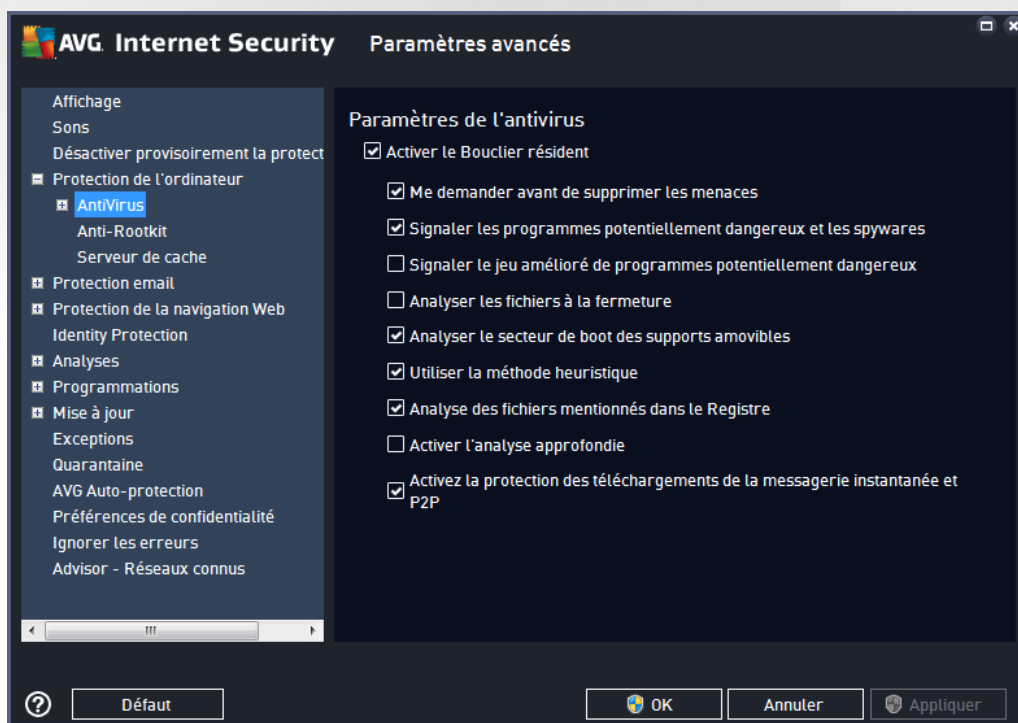 AVG. Internet Security
Paramètres avancés
Affichage
Sons
Désactiver provisoirement la protect
Protection de l'ordinateur
AntiVirus
Anti-Rootkit
Serveur de cache
Protection email
Protection de la navigation Web
Identity Protection
Analyses
Programmations
Mise à jour
Exceptions
Quarantaine
AVG Auto-protection
Préférences de confidentialité
Ignorer les erreurs
Advisor - Réseaux connus
Paramètres de l'antivirus
Activer le Bouclier résident
Me demander avant de supprimer les menaces
Signaler les programmes potentiellement dangereux et les spywares
Signaler le jeu amélioré de programmes potentiellement dangereux
Analyser les fichiers à la fermeture
Analyser le secteur de boot des supports amovibles
Utiliser la méthode heuristique
Analyse des fichiers mentionnés dans le Registre
Activer l'analyse approfondie
Activez la protection des téléchargements de la messagerie instantanée et
P2P
?
Défaut
OK
Annuler
Appliquer